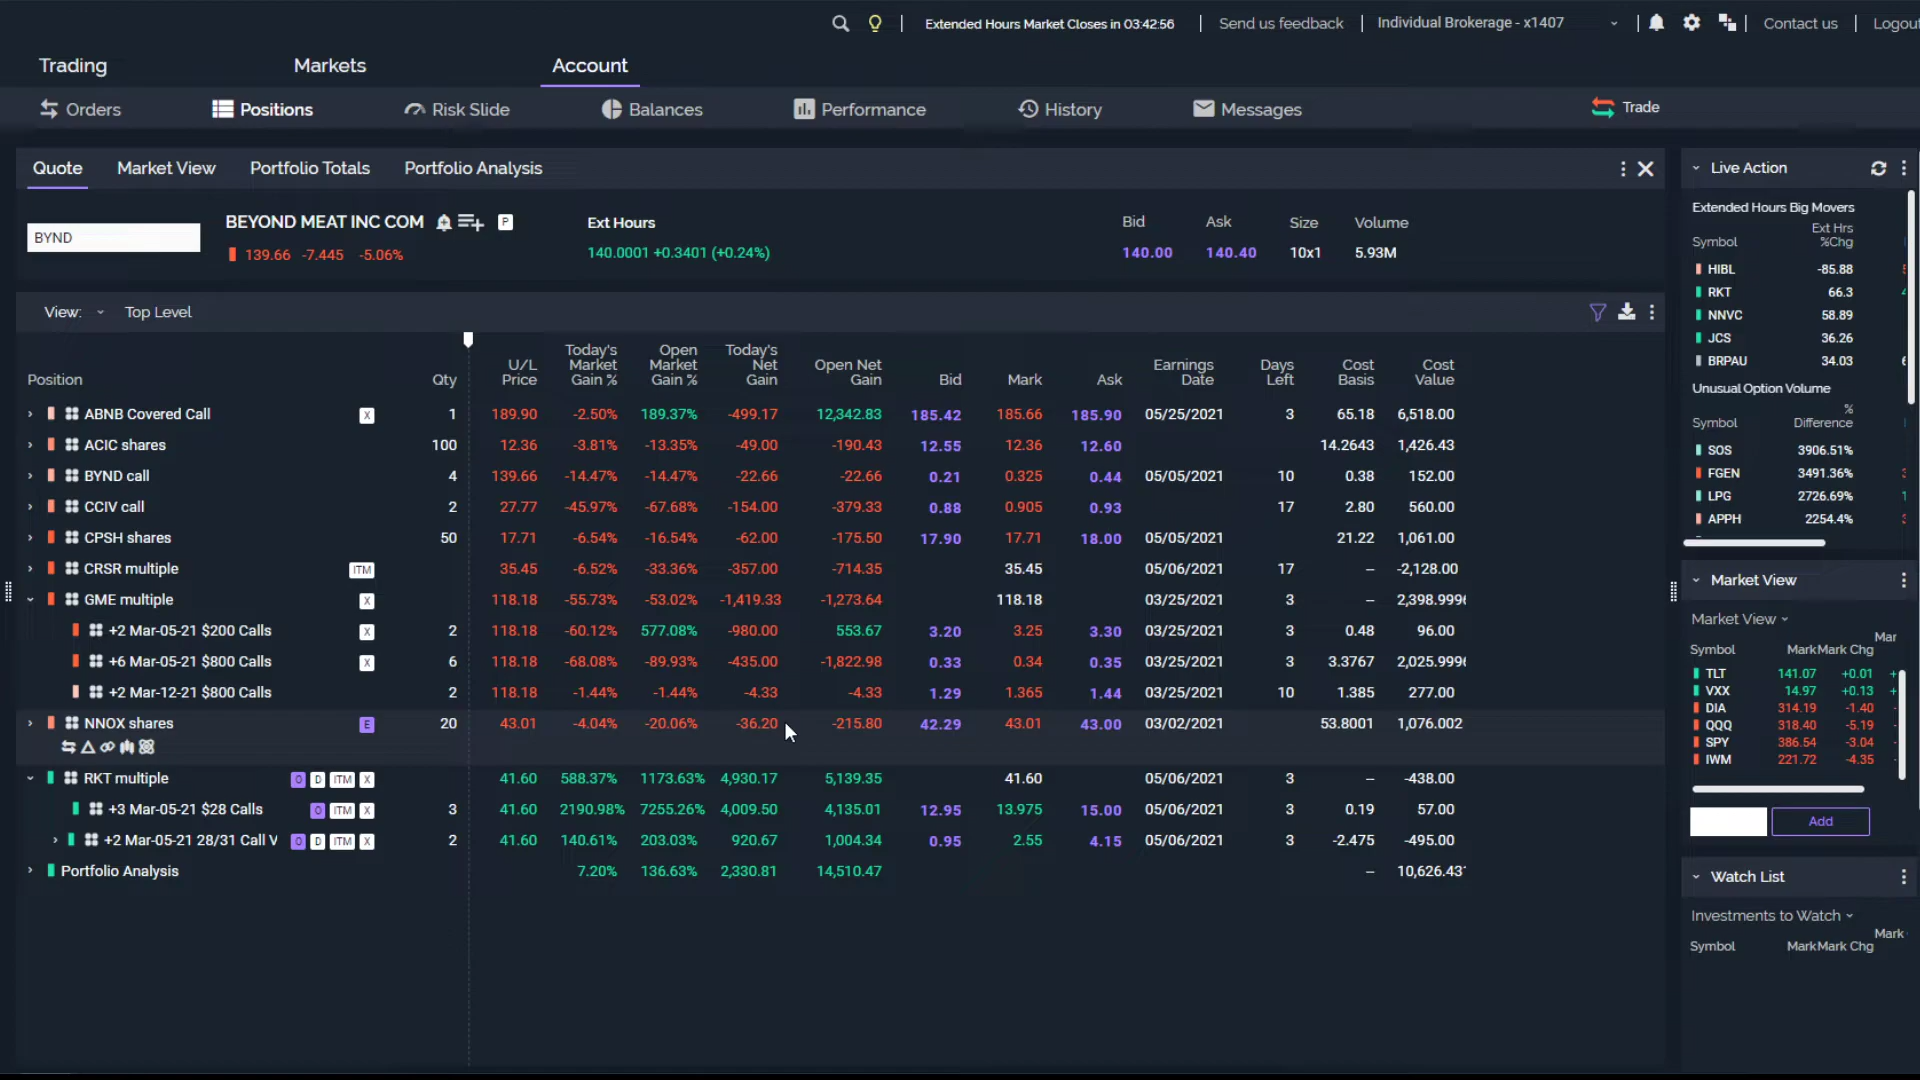 Extended Hours Market Closes in 03:42:56 Send us feedback Individual Brokerage - x1407 Contact us Logout
Trading Markets Account
Orders Positions Risk Slide Balances Performance History Messages Trade
Quote Market View Portfolio Totals Portfolio Analysis
BYND
BEYOND MEAT INC COM P
139.66 -7.445 -5.06%
Ext Hours
140.0001 +0.3401 (+0.24%)
Bid Ask Size Volume
140.00 140.40 10x1 5.93M
View: Top Level
Position Qty U/L Price Today's Market Gain % Open Market Gain % Today's Net Gain Open Net Gain Bid Mark Ask Earnings Date Days Left Cost Basis Cost Value
ABNB Covered Call X 1 189.90 -2.50% 189.37% -499.17 12,342.83 185.42 185.66 185.90 05/25/2021 3 65.18 6,518.00
ACIC shares 100 12.36 -3.81% -13.35% -49.00 -190.43 12.55 12.36 12.60 14.2643 1,426.43
BYND call 4 139.66 -14.47% -14.47% -22.66 -22.66 0.21 0.325 0.44 05/05/2021 10 0.38 152.00
CCIV call 2 27.77 -45.97% -67.68% -154.00 -379.33 0.88 0.905 0.93 17 2.80 560.00
CPSH shares 50 17.71 -6.54% -16.54% -62.00 -175.50 17.90 17.71 18.00 05/05/2021 21.22 1,061.00
CRSR multiple ITM 35.45 -6.52% -33.36% -357.00 -714.35 35.45 05/06/2021 17 – -2,128.00
GME multiple X 118.18 -55.73% -53.02% -1,419.33 -1,273.64 118.18 03/25/2021 3 – 2,398.9996
+2 Mar-05-21 $200 Calls X 2 118.18 -60.12% 577.08% -980.00 553.67 3.20 3.25 3.30 03/25/2021 3 0.48 96.00
+6 Mar-05-21 $800 Calls X 6 118.18 -68.08% -89.93% -435.00 -1,822.98 0.33 0.34 0.35 03/25/2021 3 3.3767 2,025.9996
+2 Mar-12-21 $800 Calls 2 118.18 -1.44% -1.44% -4.33 -4.33 1.29 1.365 1.44 03/25/2021 10 1.385 277.00
NNOX shares E 20 43.01 -4.04% -20.06% -36.20 -215.80 42.29 43.01 43.00 03/02/2021 53.8001 1,076.002
RKT multiple O D ITM X 41.60 588.37% 1173.63% 4,930.17 5,139.35 41.60 05/06/2021 3 – -438.00
+3 Mar-05-21 $28 Calls O ITM X 3 41.60 2190.98% 7255.26% 4,009.50 4,135.01 12.95 13.975 15.00 05/06/2021 3 0.19 57.00
+2 Mar-05-21 28/31 Call V O D ITM X 2 41.60 140.61% 203.03% 920.67 1,004.34 0.95 2.55 4.15 05/06/2021 3 -2.475 -495.00
Portfolio Analysis 7.20% 136.63% 2,330.81 14,510.47 – 10,626.43
Live Action
Extended Hours Big Movers
Symbol Ext Hrs %Chg
HIBL -85.88
RKT 66.3
NNVC 58.89
JCS 36.26
BRPAU 34.03
Unusual Option Volume
Symbol % Difference
SOS 3906.51%
FGEN 3491.36%
LPG 2726.69%
APPH 2254.4%
Market View
Market View
Symbol Mark Mark Chg Mar
TLT 141.07 +0.01
VXX 14.97 +0.13
DIA 314.19 -1.40
QQQ 318.40 -5.19
SPY 386.54 -3.04
IWM 221.72 -4.35
Add
Watch List
Investments to Watch
Symbol Mark Mark Chg Mark